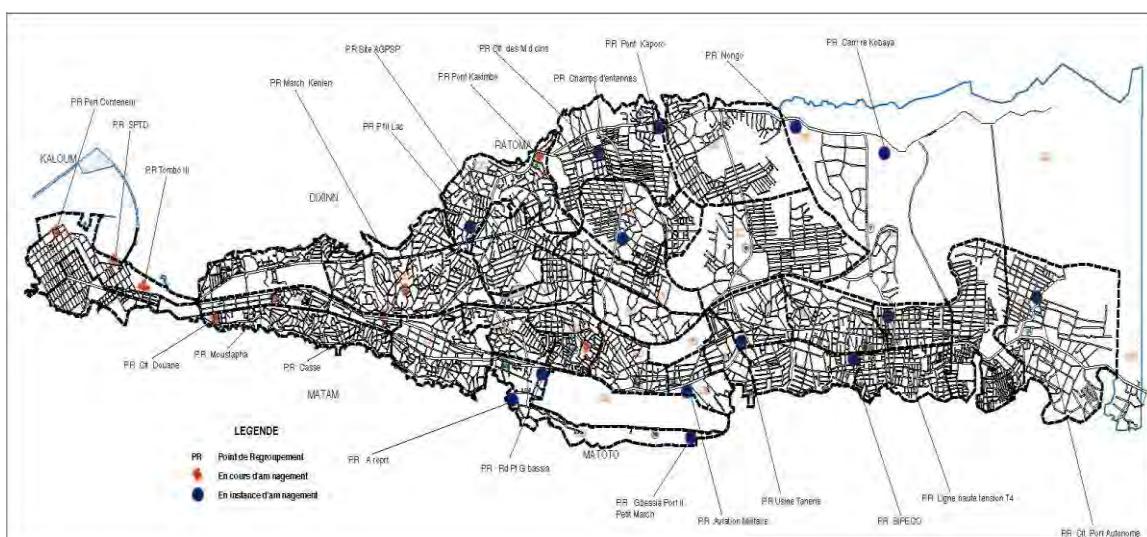 PR Site AGPSP
PR Cit des M d cins
PR Pont Kaporo
PR Nongo
PR Carri re Kobaya
PR March Kenien
PR Pont Kakimbo
PR Champs d'antennes
PR Port Conteneur
PR SPTD
PR P til Lac
RATOMA
KALOUM
PR Tombo III
DIXINN
PR Cit Douane
PR Moustapha
PR Casse
MATAM
LEGENDE
PR Point de Regroupement
En cours d'am nagement
En instance d'am nagement
PR A roprt
PR Rd Pt G bassia
MATOTO
PR Gbessia Port II
Petit March
PR Aviation Militaire
PR Usine Tanerie
PR SIPECO
PR Ligne haute tension T4
PR Cit Port Autonome